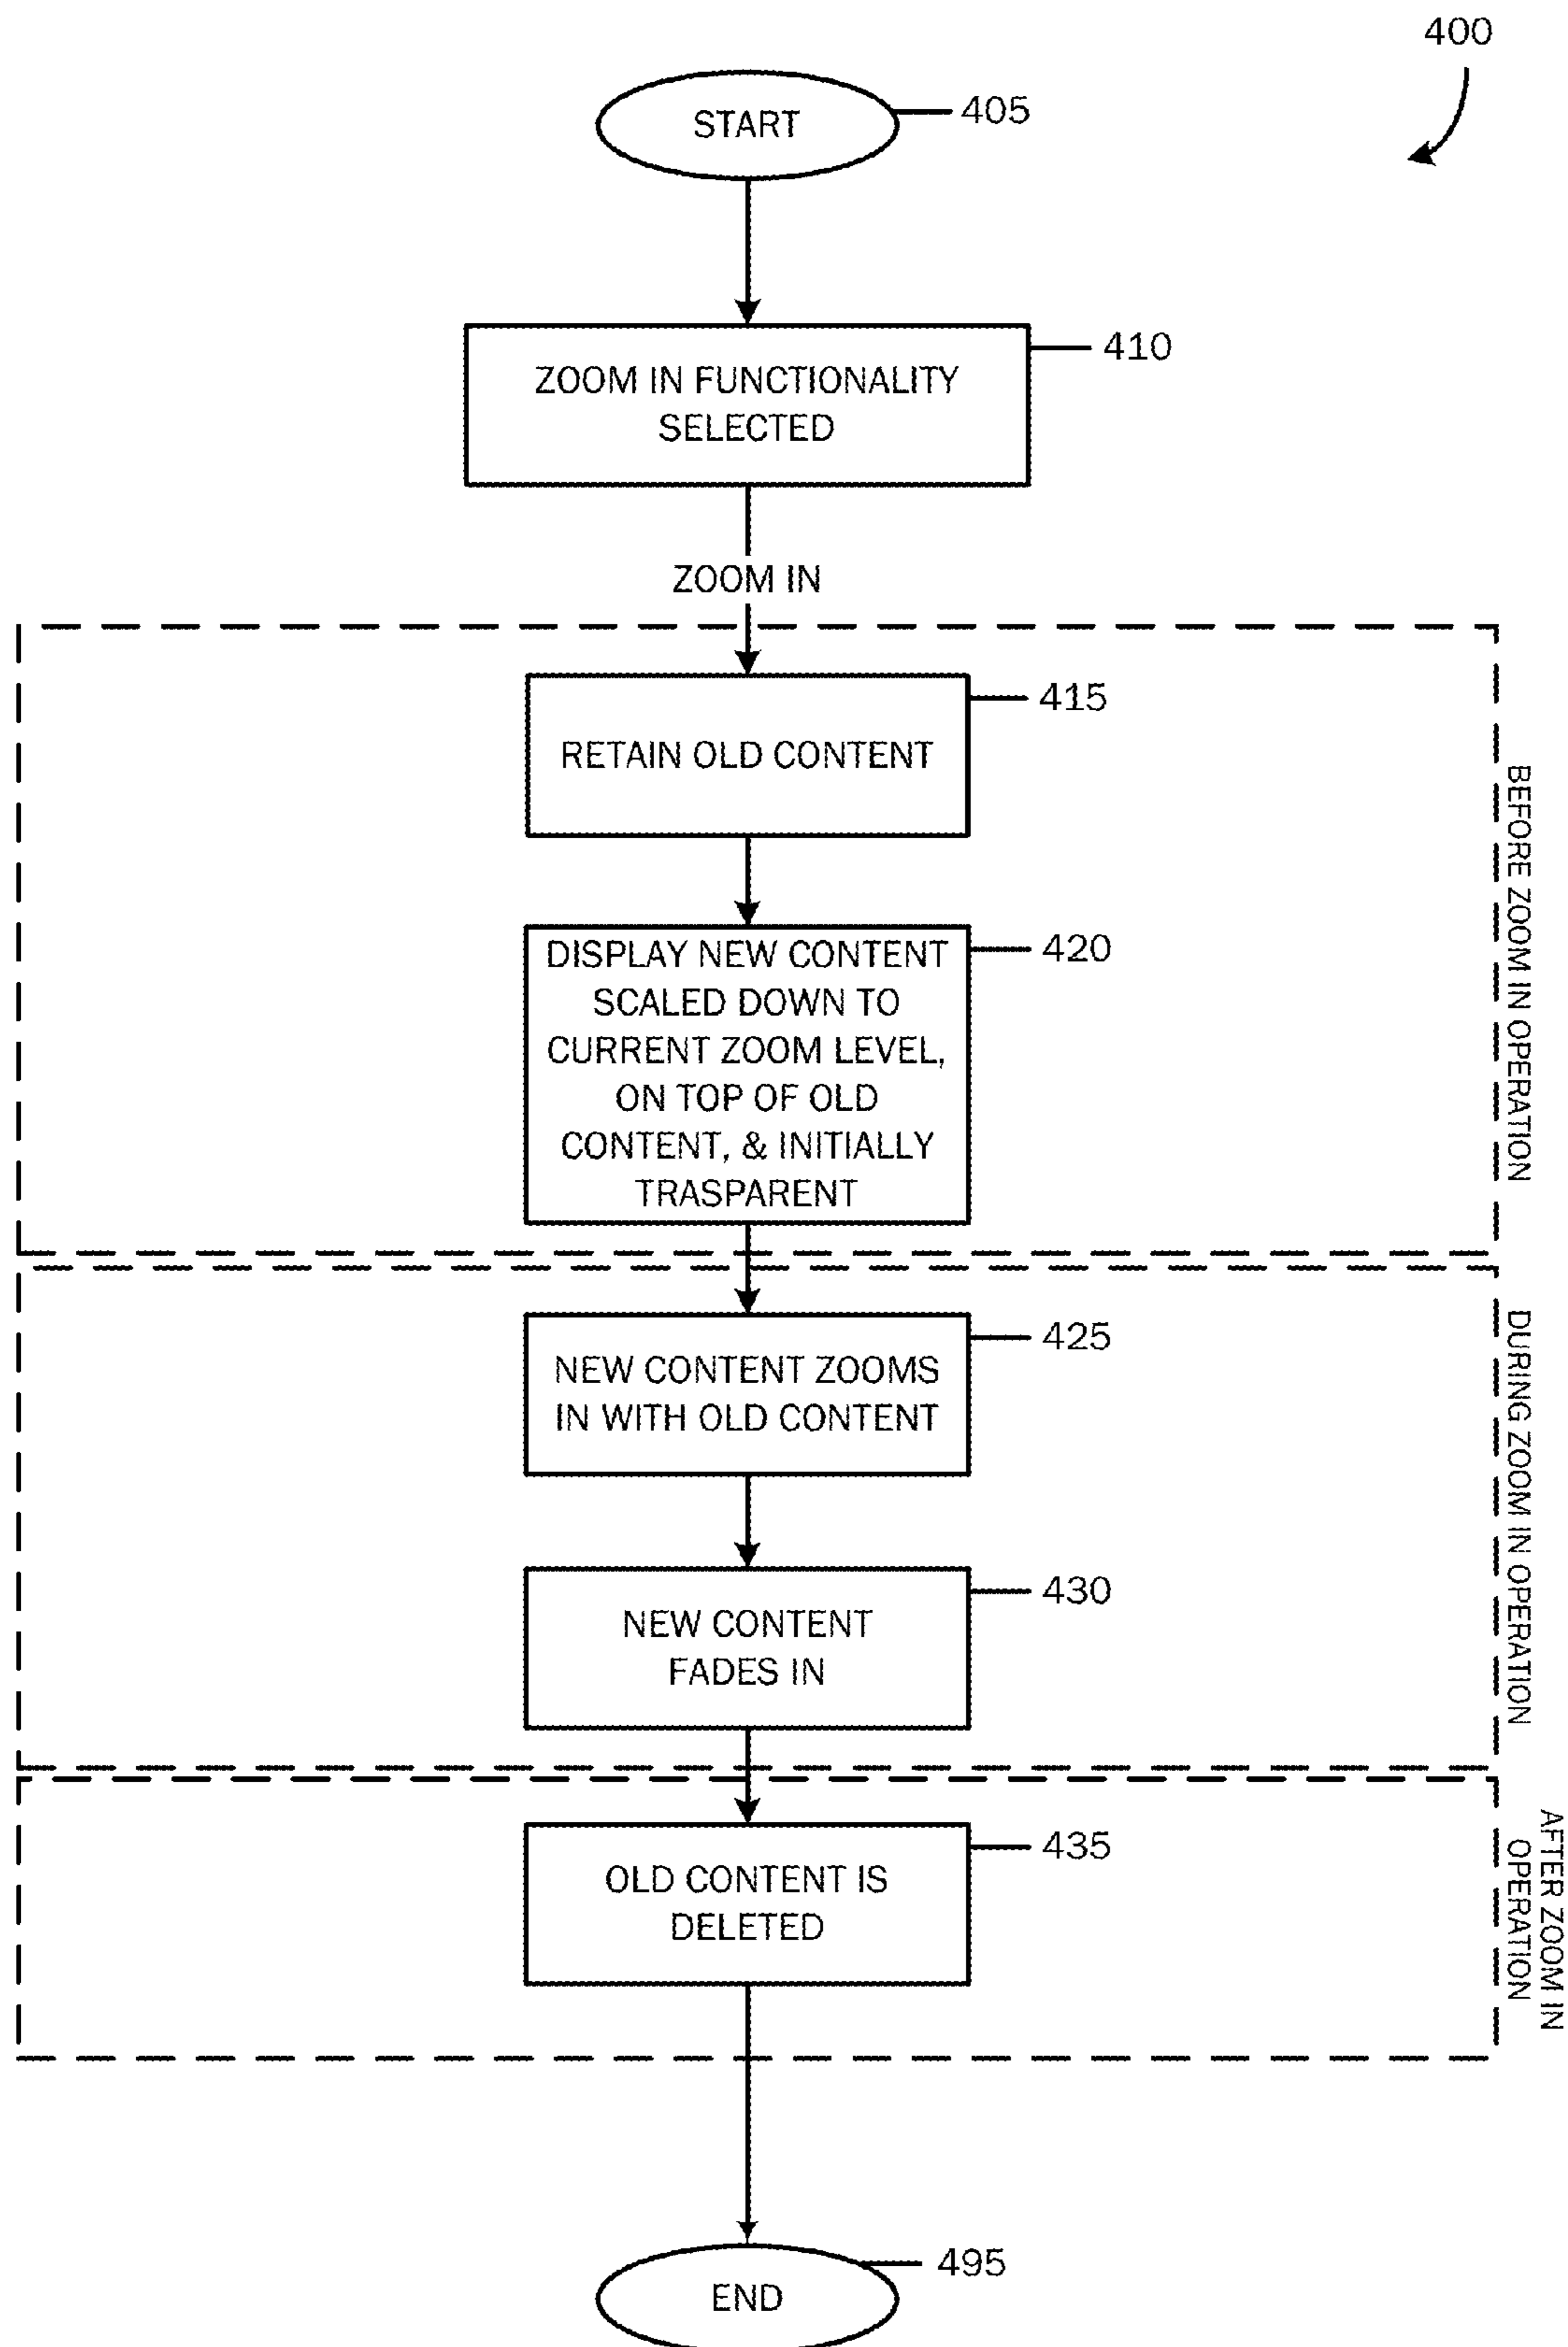 400
START
405
ZOOM IN FUNCTIONALITY
SELECTED
410
ZOOM IN
RETAIN OLD CONTENT
415
DISPLAY NEW CONTENT
SCALED DOWN TO
CURRENT ZOOM LEVEL,
ON TOP OF OLD
CONTENT, & INITIALLY
TRASPARENT
420
BEFORE ZOOM IN OPERATION
NEW CONTENT ZOOMS
IN WITH OLD CONTENT
425
NEW CONTENT
FADES IN
430
DURING ZOOM IN OPERATION
OLD CONTENT IS
DELETED
435
AFTER ZOOM IN
OPERATION
END
495